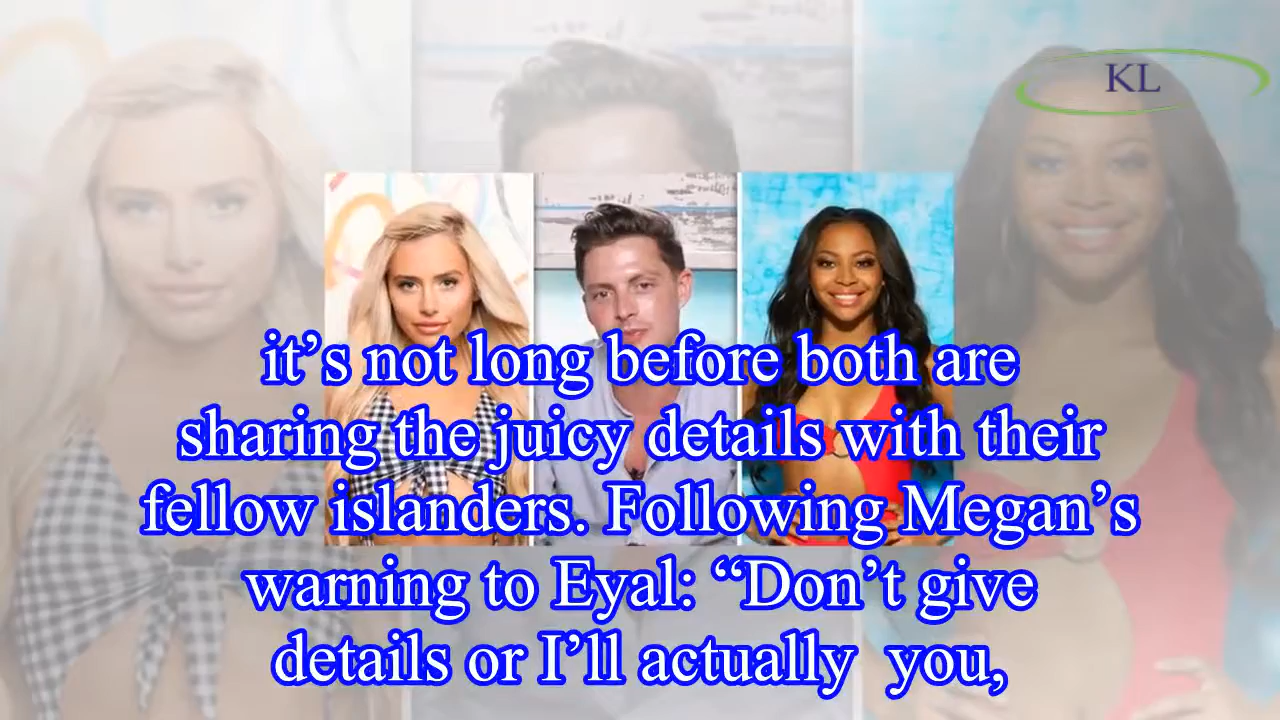 KL
it’s not long before both are
sharing the juicy details with their
fellow islanders. Following Megan’s
warning to Eyal: “Don’t give
details or I’ll actually  you,